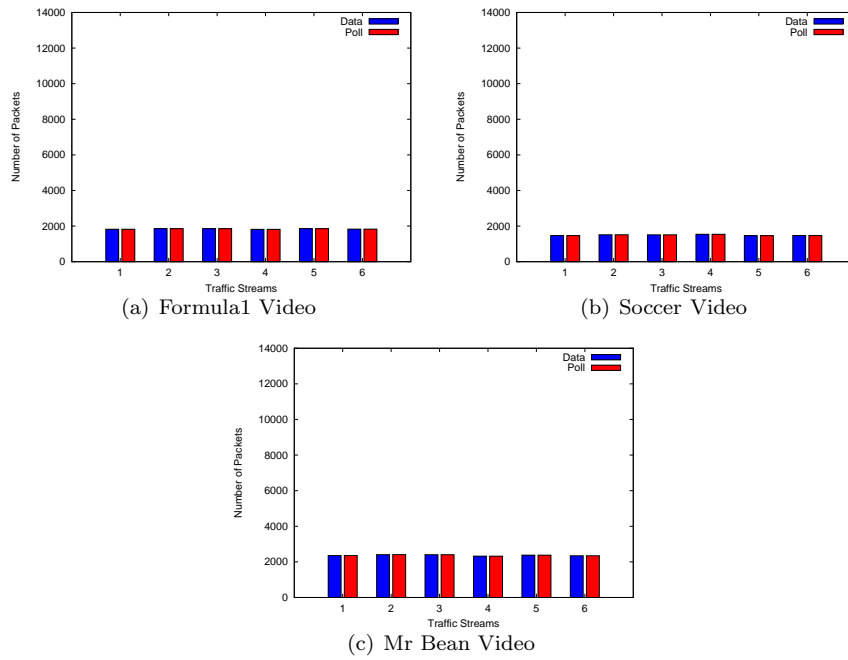 14000
12000
10000
8000
6000
4000
2000
0
Number of Packets
Data
Poll
1 2 3 4 5 6
Traffic Streams
(a) Formula1 Video
14000
12000
10000
8000
6000
4000
2000
0
Number of Packets
Data
Poll
1 2 3 4 5 6
Traffic Streams
(b) Soccer Video
14000
12000
10000
8000
6000
4000
2000
0
Number of Packets
Data
Poll
1 2 3 4 5 6
Traffic Streams
(c) Mr Bean Video